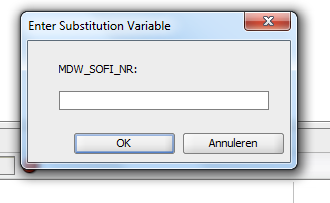 Enter Substitution Variable
MDW_SOFI_NR:
OK
Annuleren